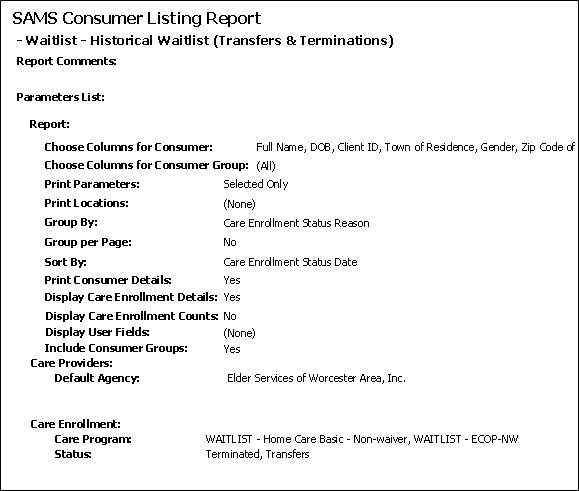 SAMS Consumer Listing Report
- Waitlist - Historical Waitlist (Transfers & Terminations)
Report Comments:
Parameters List:
Report:
Choose Columns for Consumer: Full Name, DOB, Client ID, Town of Residence, Gender, Zip Code of
Choose Columns for Consumer Group: (All)
Print Parameters: Selected Only
Print Locations: (None)
Group By: Care Enrollment Status Reason
Group per Page: No
Sort By: Care Enrollment Status Date
Print Consumer Details: Yes
Display Care Enrollment Details: Yes
Display Care Enrollment Counts: No
Display User Fields: (None)
Include Consumer Groups: Yes
Care Providers:
Default Agency: Elder Services of Worcester Area, Inc.
Care Enrollment:
Care Program: WAITLIST - Home Care Basic - Non-waiver, WAITLIST - ECOP-NW
Status: Terminated, Transfers